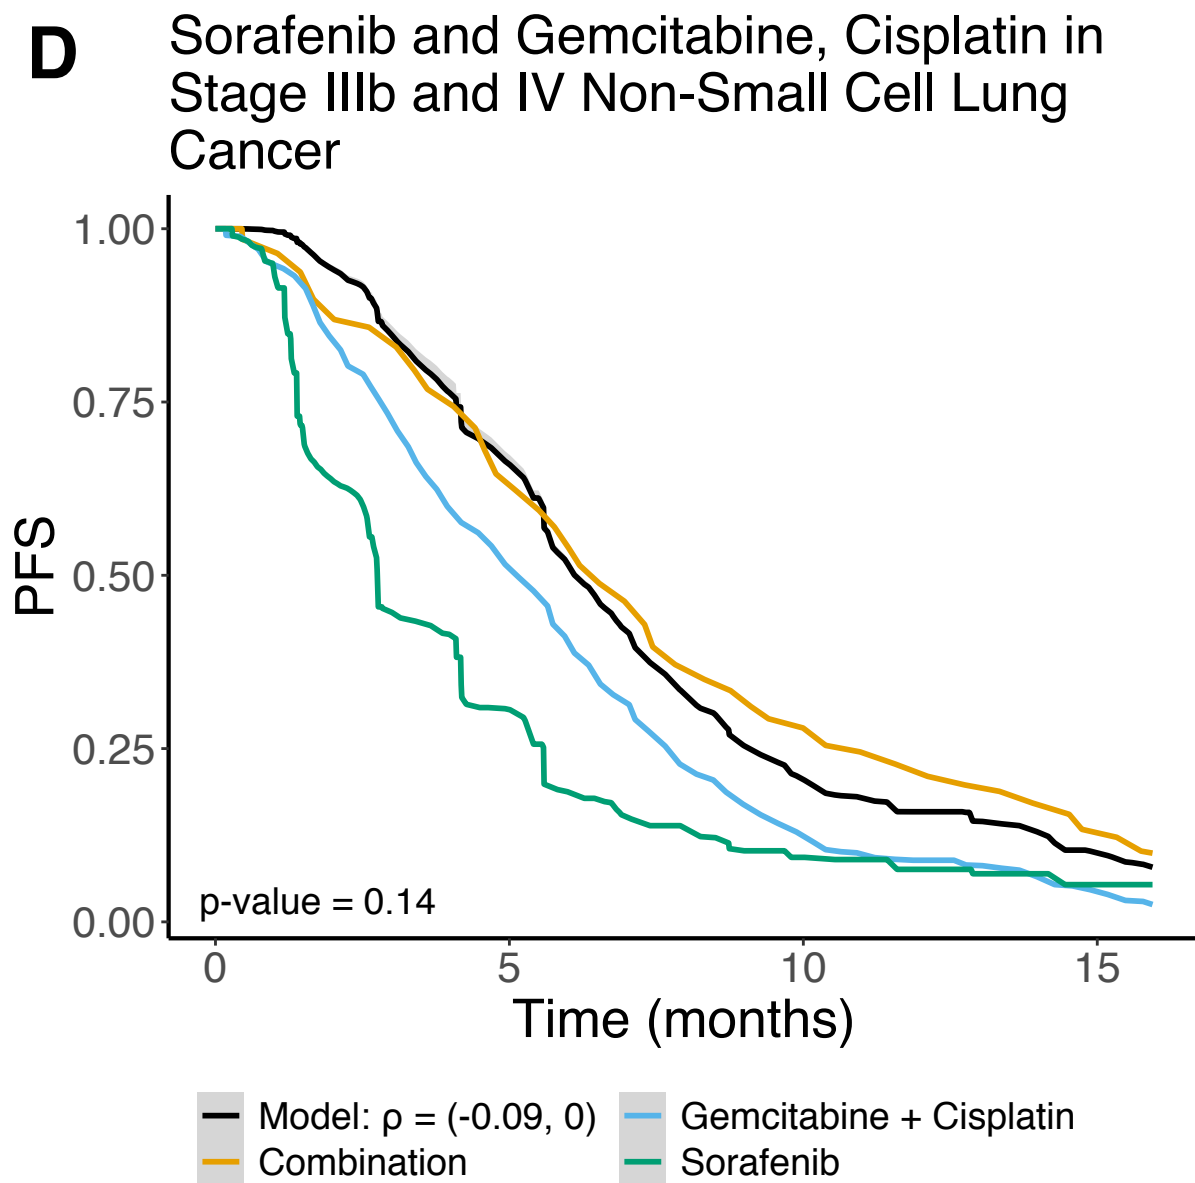 D
Sorafenib and Gemcitabine, Cisplatin in
Stage IIIb and IV Non-Small Cell Lung
Cancer
1.00
0.75
0.50
0.25
0.00
PFS
p-value = 0.14
0 5 10 15
Time (months)
Model: ρ = (-0.09, 0) Gemcitabine + Cisplatin
Combination Sorafenib